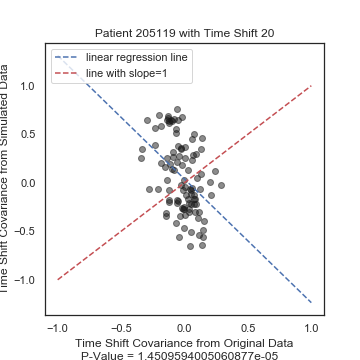 Patient 205119 with Time Shift 20
linear regression line
line with slope=1
1.0
0.5
0.0
−0.5
−1.0
Time Shift Covariance from Simulated Data
−1.0 −0.5 0.0 0.5 1.0
Time Shift Covariance from Original Data
P-Value = 1.4509594005060877e-05